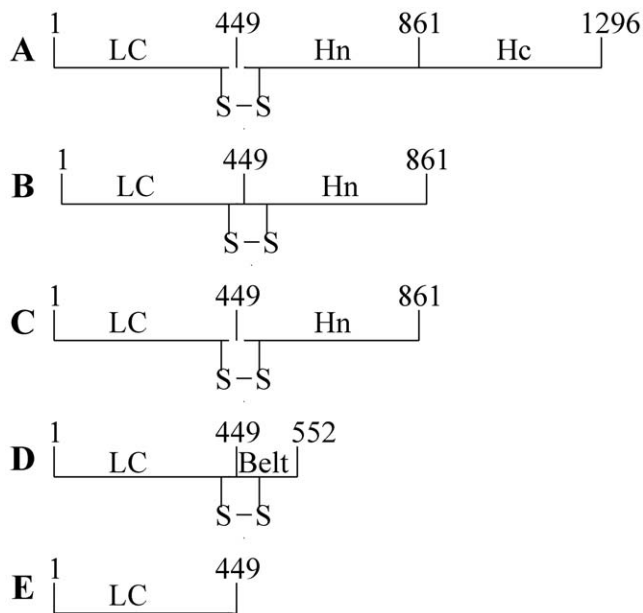 1 449 861 1296
A LC Hn Hc
S–S
1 449 861
B LC Hn
S–S
1 449 861
C LC Hn
S–S
1 449 552
D LC Belt
S–S
1 449
E LC